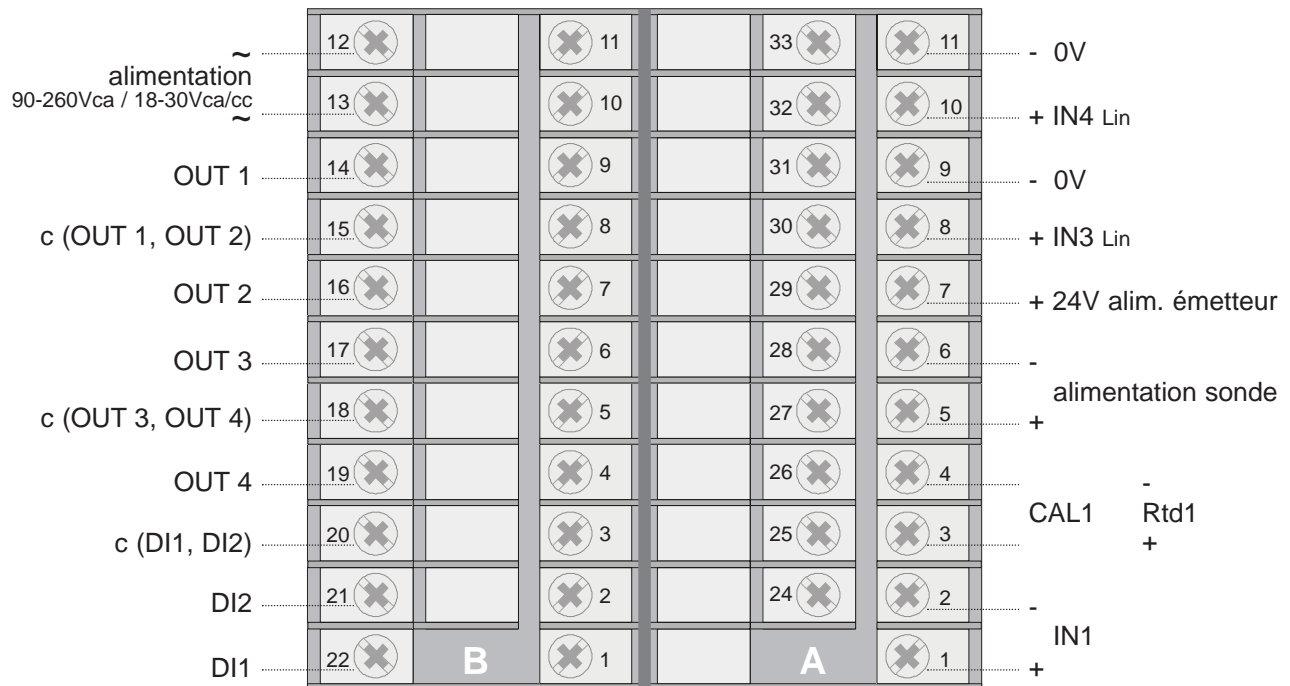 12 11 33 11 - 0V
~
alimentation
90-260Vca / 18-30Vca/cc
~
13 10 32 10 + IN4 Lin
OUT 1 14 9 31 9 - 0V
c (OUT 1, OUT 2) 15 8 30 8 + IN3 Lin
OUT 2 16 7 29 7 + 24V alim. émetteur
OUT 3 17 6 28 6 -
alimentation sonde
c (OUT 3, OUT 4) 18 5 27 5 +
OUT 4 19 4 26 4 -
CAL1 Rtd1
c (DI1, DI2) 20 3 25 3 +
DI2 21 2 24 2 -
IN1
DI1 22 B 1 A 1 +